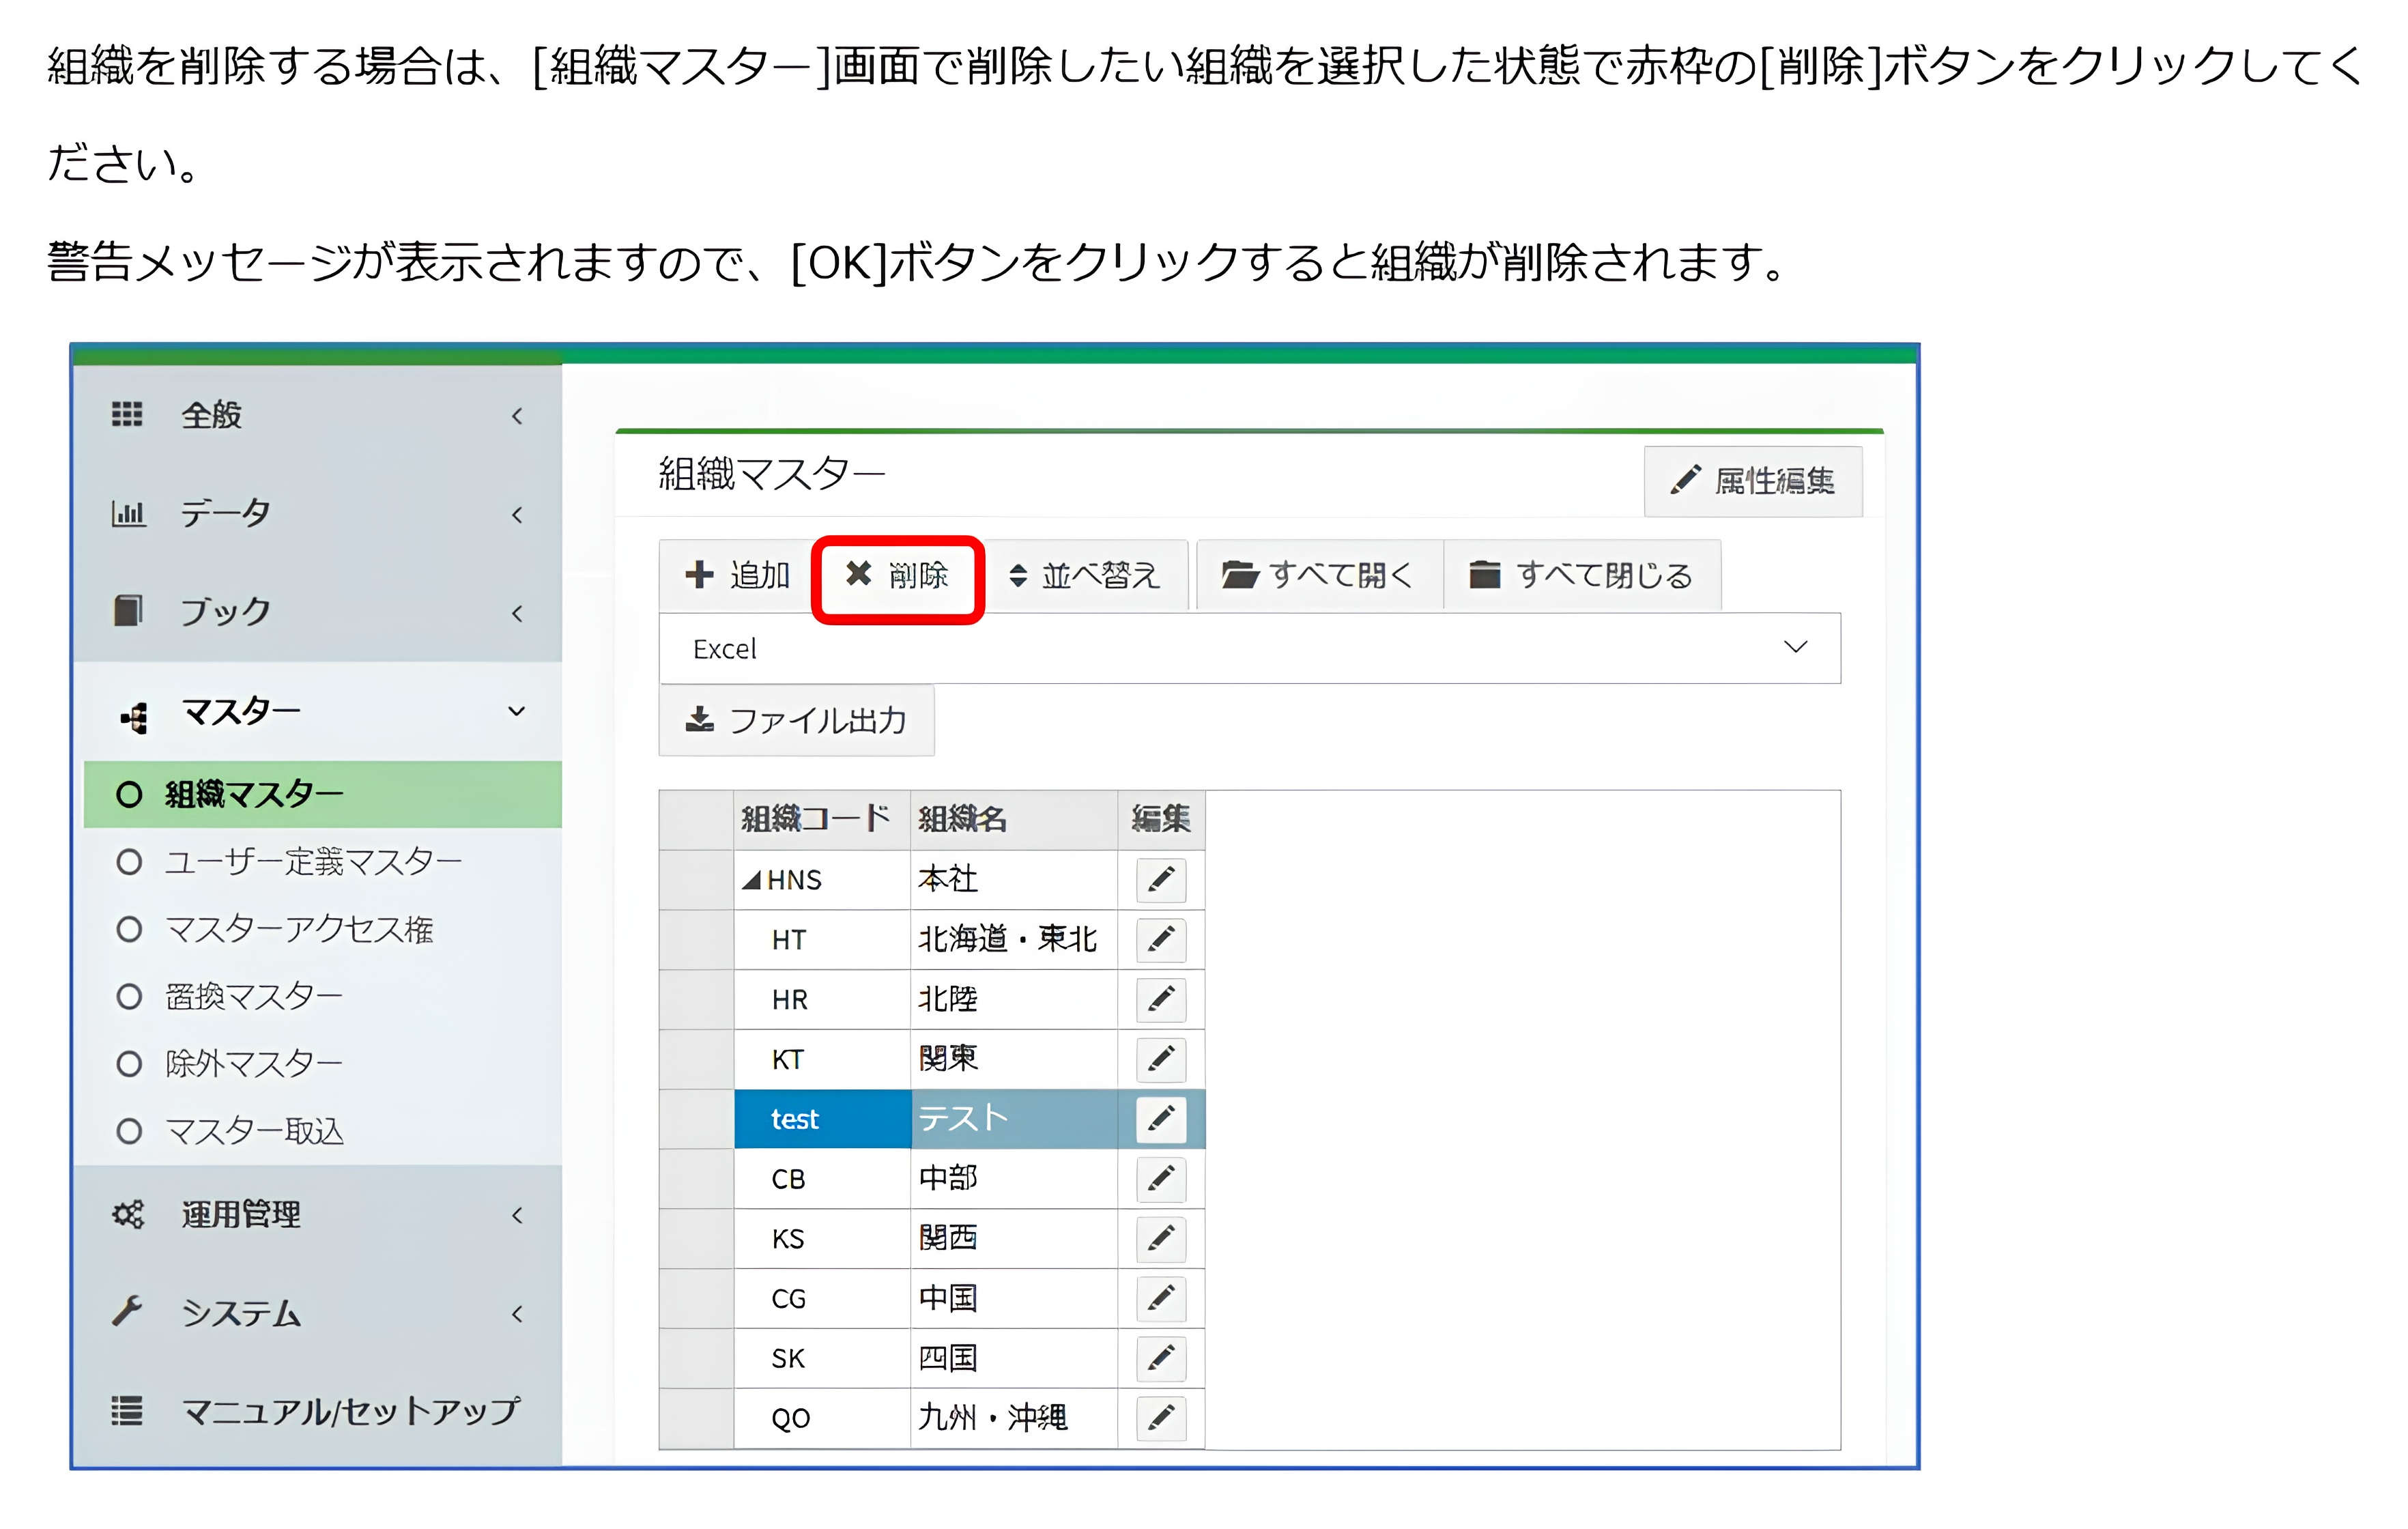 組織を削除する場合は、[組織マスター]画面で削除したい組織を選択した状態で赤枠の[削除]ボタンをクリックしてく
ださい。
警告メッセージが表示されますので、[OK]ボタンをクリックすると組織が削除されます。
全般
データ
ブック
マスター
組織マスター
ユーザー定義マスター
マスターアクセス権
置換マスター
除外マスター
マスター取込
運用管理
システム
マニュアル/セットアップ
組織マスター 属性編集
追加 削除 並べ替え すべて開く すべて閉じる
Excel
ファイル出力
組織コード 組織名 編集
HNS 本社
HT 北海道・東北
HR 北陸
KT 関東
test テスト
CB 中部
KS 関西
CG 中国
SK 四国
QO 九州・沖縄